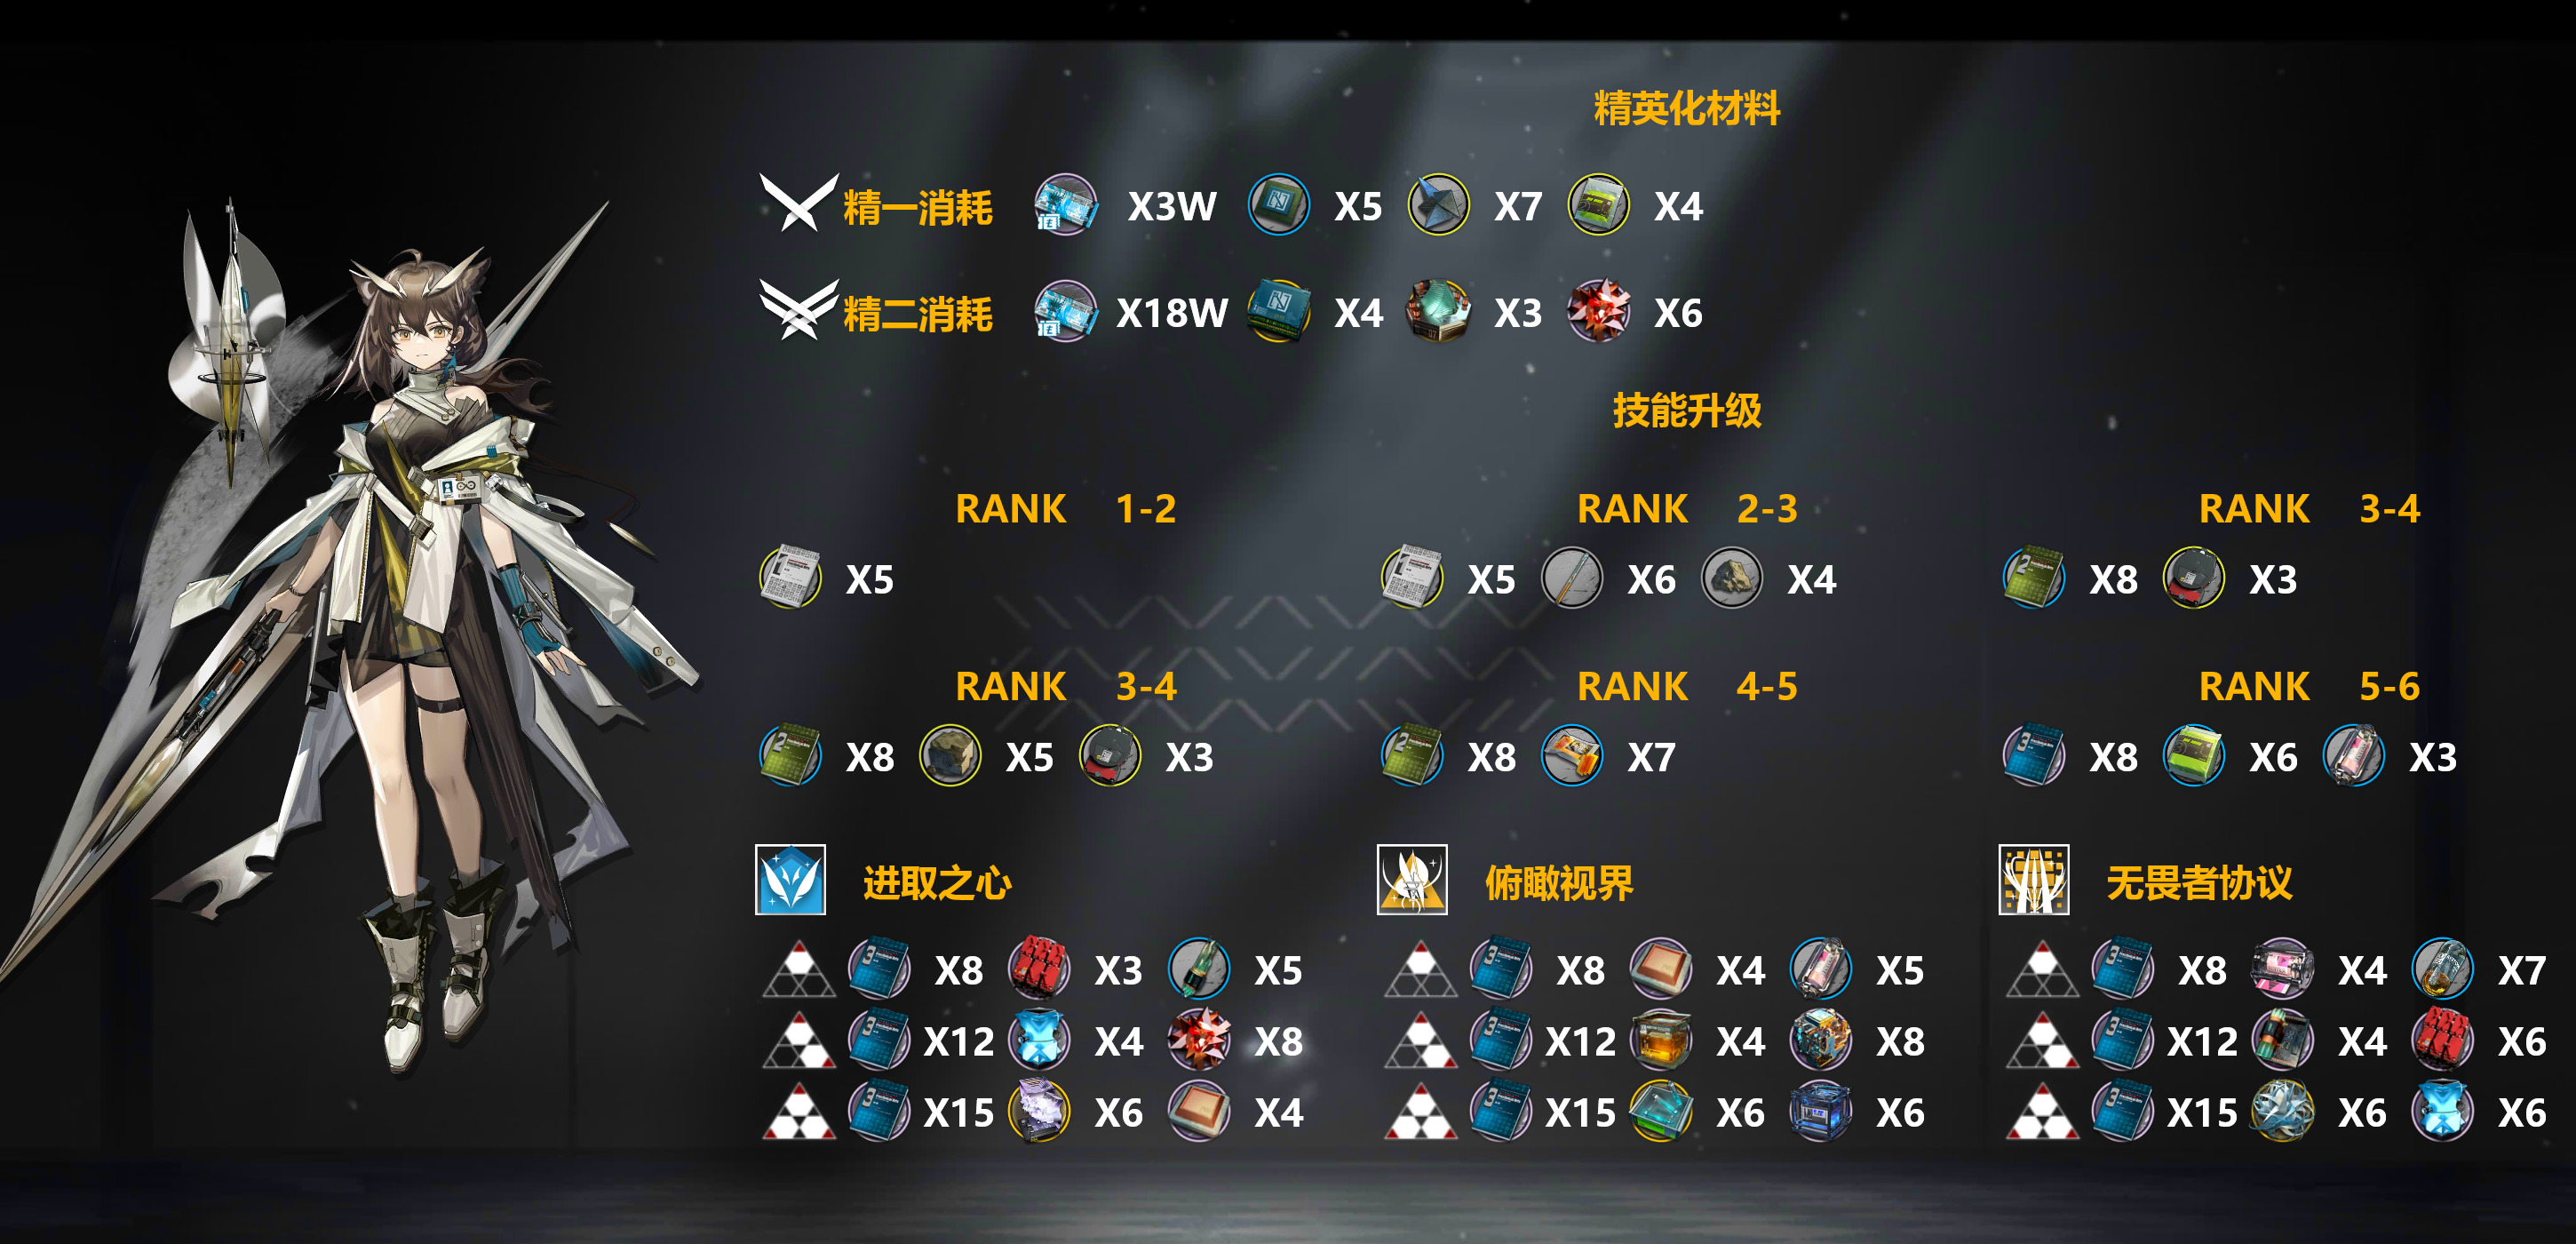 精英化材料
精一消耗 X3W X5 X7 X4
精二消耗 X18W X4 X3 X6
技能升级
RANK 1-2 RANK 2-3 RANK 3-4
X5 X5 X6 X4 X8 X3
RANK 3-4 RANK 4-5 RANK 5-6
X8 X5 X3 X8 X7 X8 X6 X3
进取之心 俯瞰视界 无畏者协议
X8 X3 X5 X8 X4 X5 X8 X4 X7
X12 X4 X8 X12 X4 X8 X12 X4 X6
X15 X6 X4 X15 X6 X6 X15 X6 X6